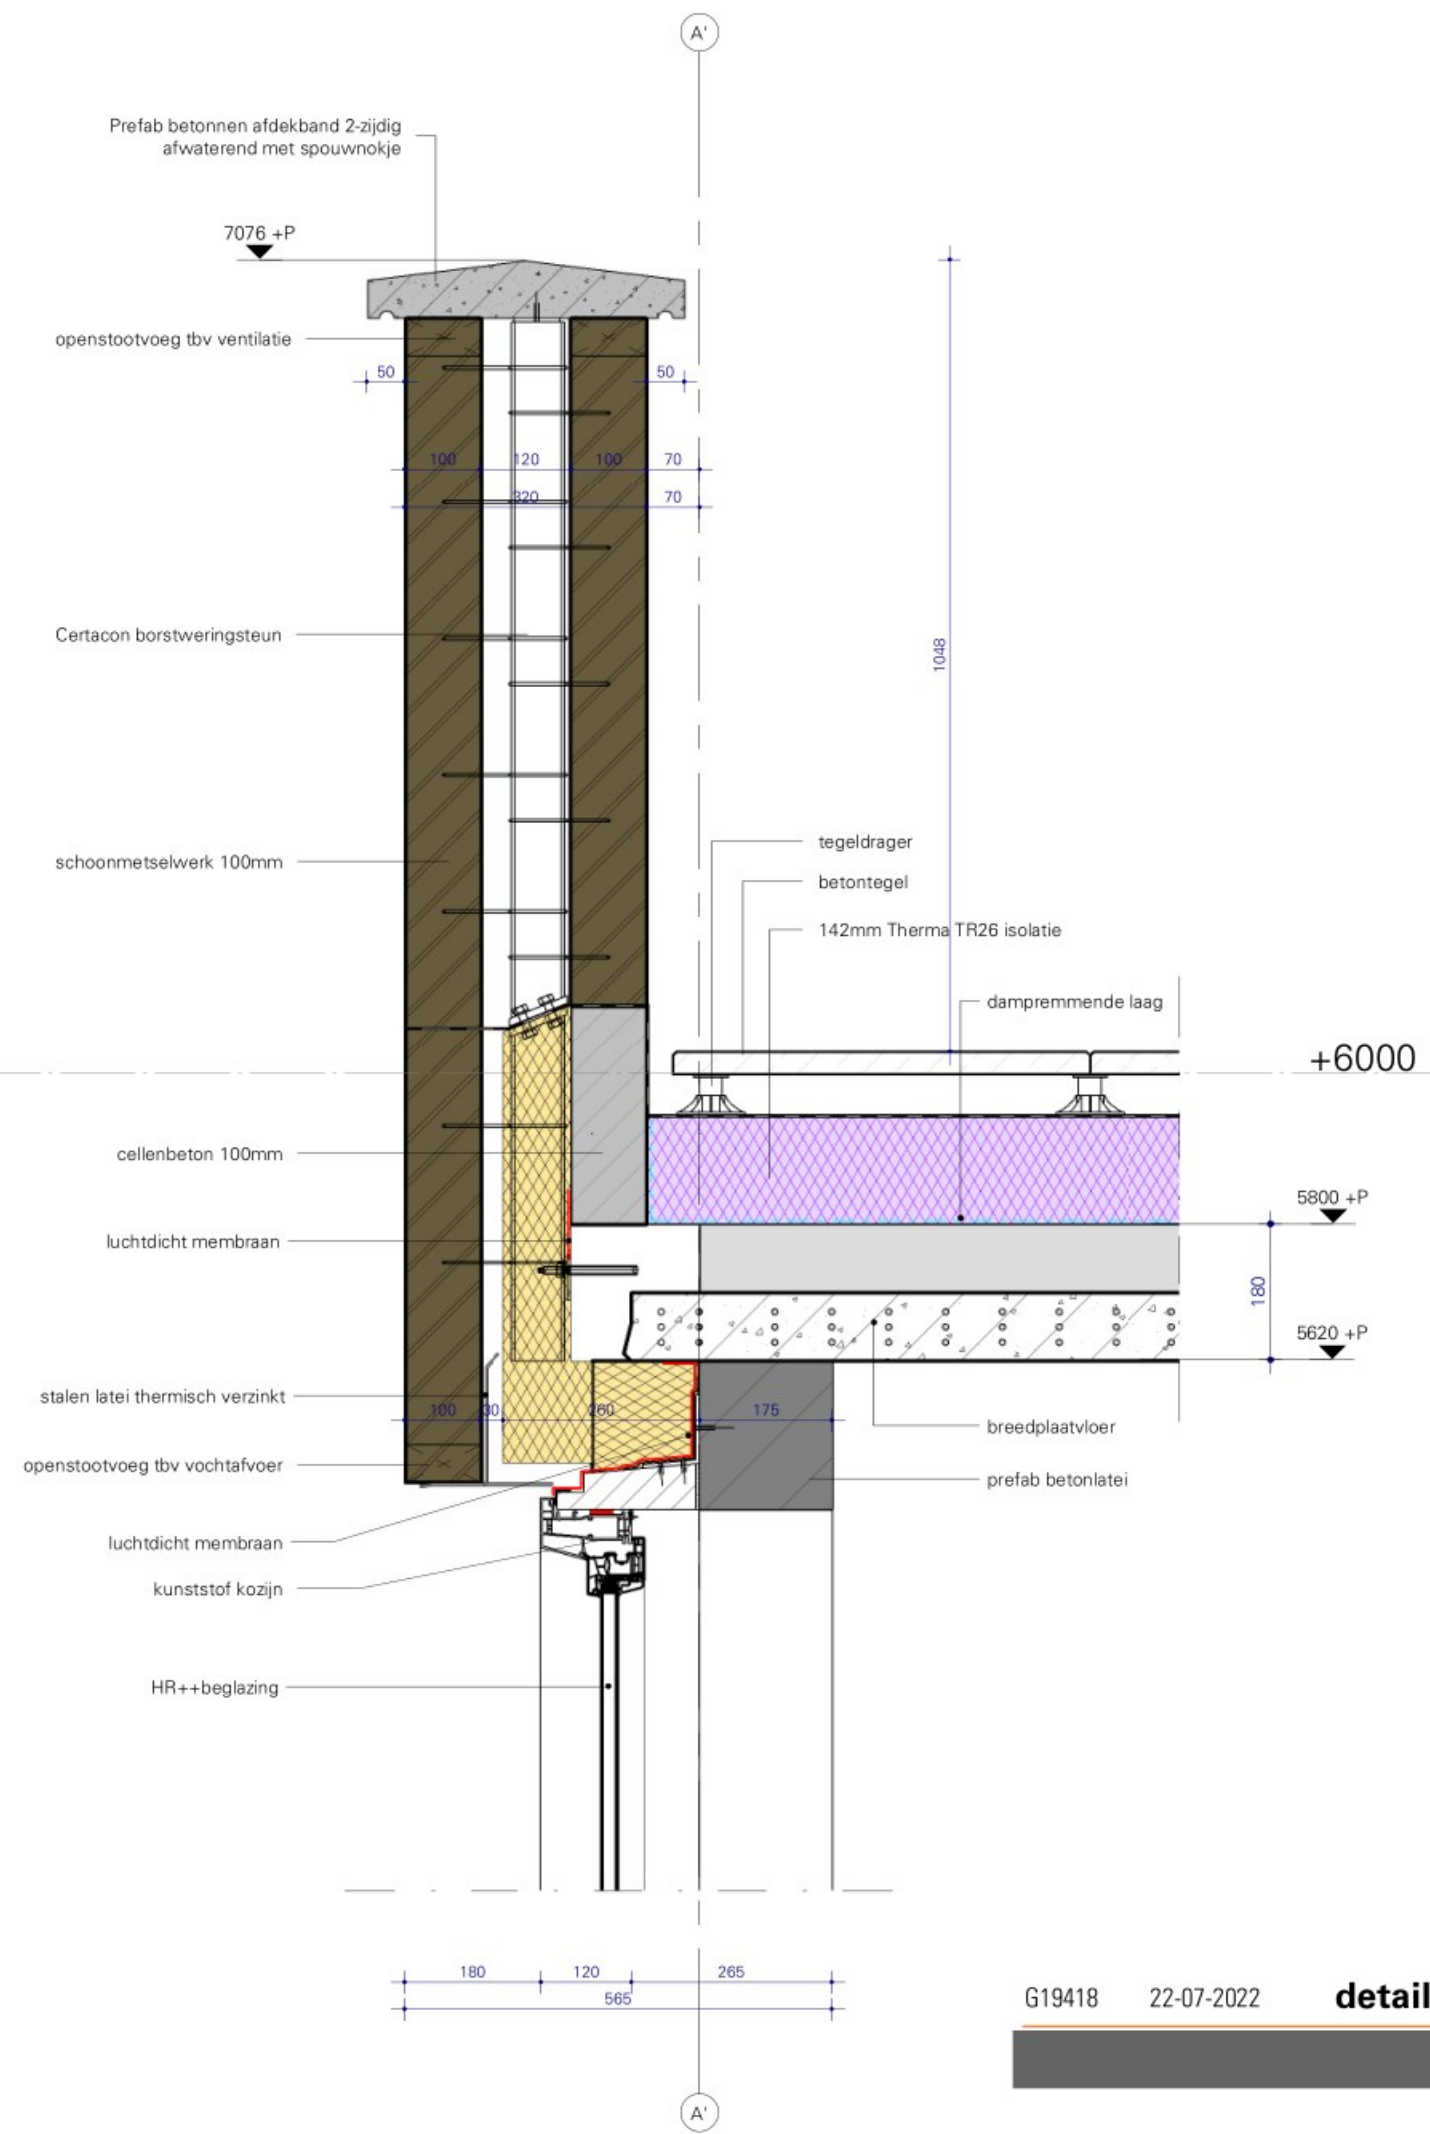 A'
Prefab betonnen afdekband 2-zijdig
afwaterend met spouwnokje
7076 +P
openstootvoeg tbv ventilatie
50
50
100
120
100
70
320
70
Certacon borstweringsteun
1048
schoonmetselwerk 100mm
tegeldrager
betontegel
142mm Therma TR26 isolatie
dampremmende laag
+6000
cellenbeton 100mm
5800 +P
luchtdicht membraan
180
5620 +P
stalen latei thermisch verzinkt
100
30
260
175
breedplaatvloer
openstootvoeg tbv vochtafvoer
prefab betonlatei
luchtdicht membraan
kunststof kozijn
HR++beglazing
180
120
265
565
G19418 22-07-2022 detail
A'